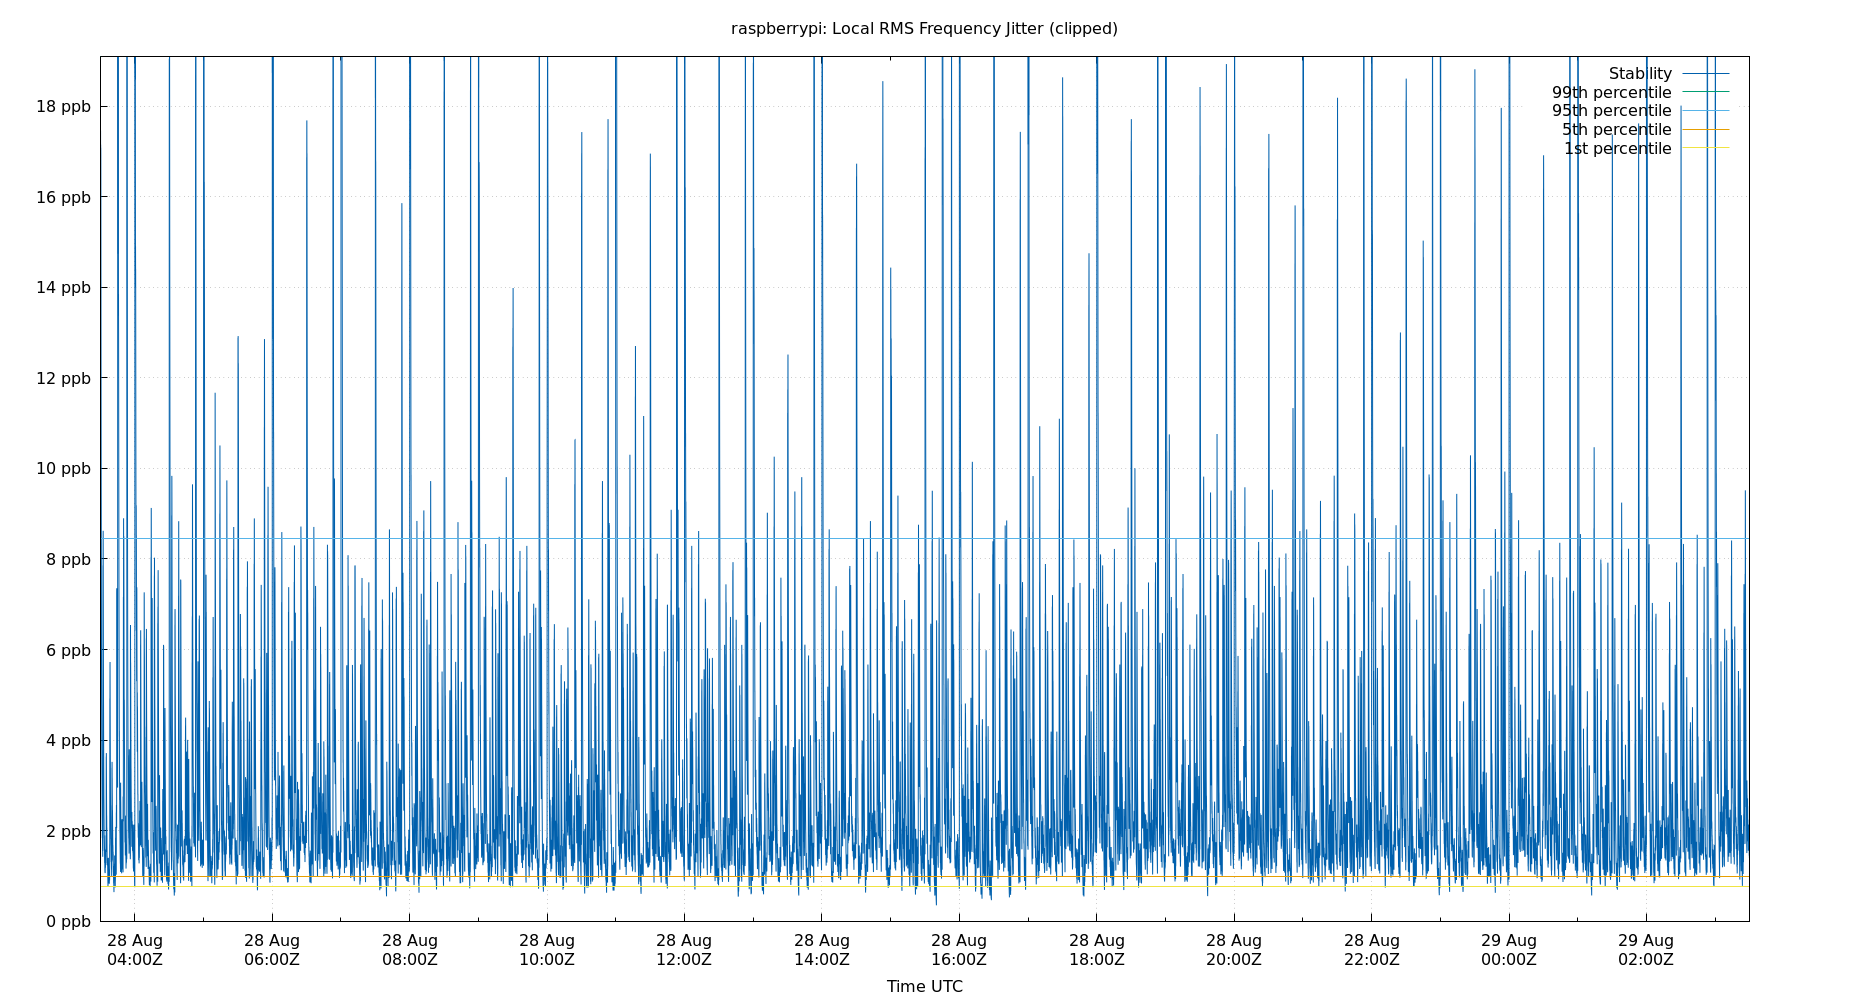 raspberrypi: Local RMS Frequency Jitter (clipped)
Stability
99th percentile
95th percentile
5th percentile
1st percentile
18 ppb
16 ppb
14 ppb
12 ppb
10 ppb
8 ppb
6 ppb
4 ppb
2 ppb
0 ppb
28 Aug 28 Aug 28 Aug 28 Aug 28 Aug 28 Aug 28 Aug 28 Aug 28 Aug 28 Aug 29 Aug 29 Aug
04:00Z 06:00Z 08:00Z 10:00Z 12:00Z 14:00Z 16:00Z 18:00Z 20:00Z 22:00Z 00:00Z 02:00Z
Time UTC